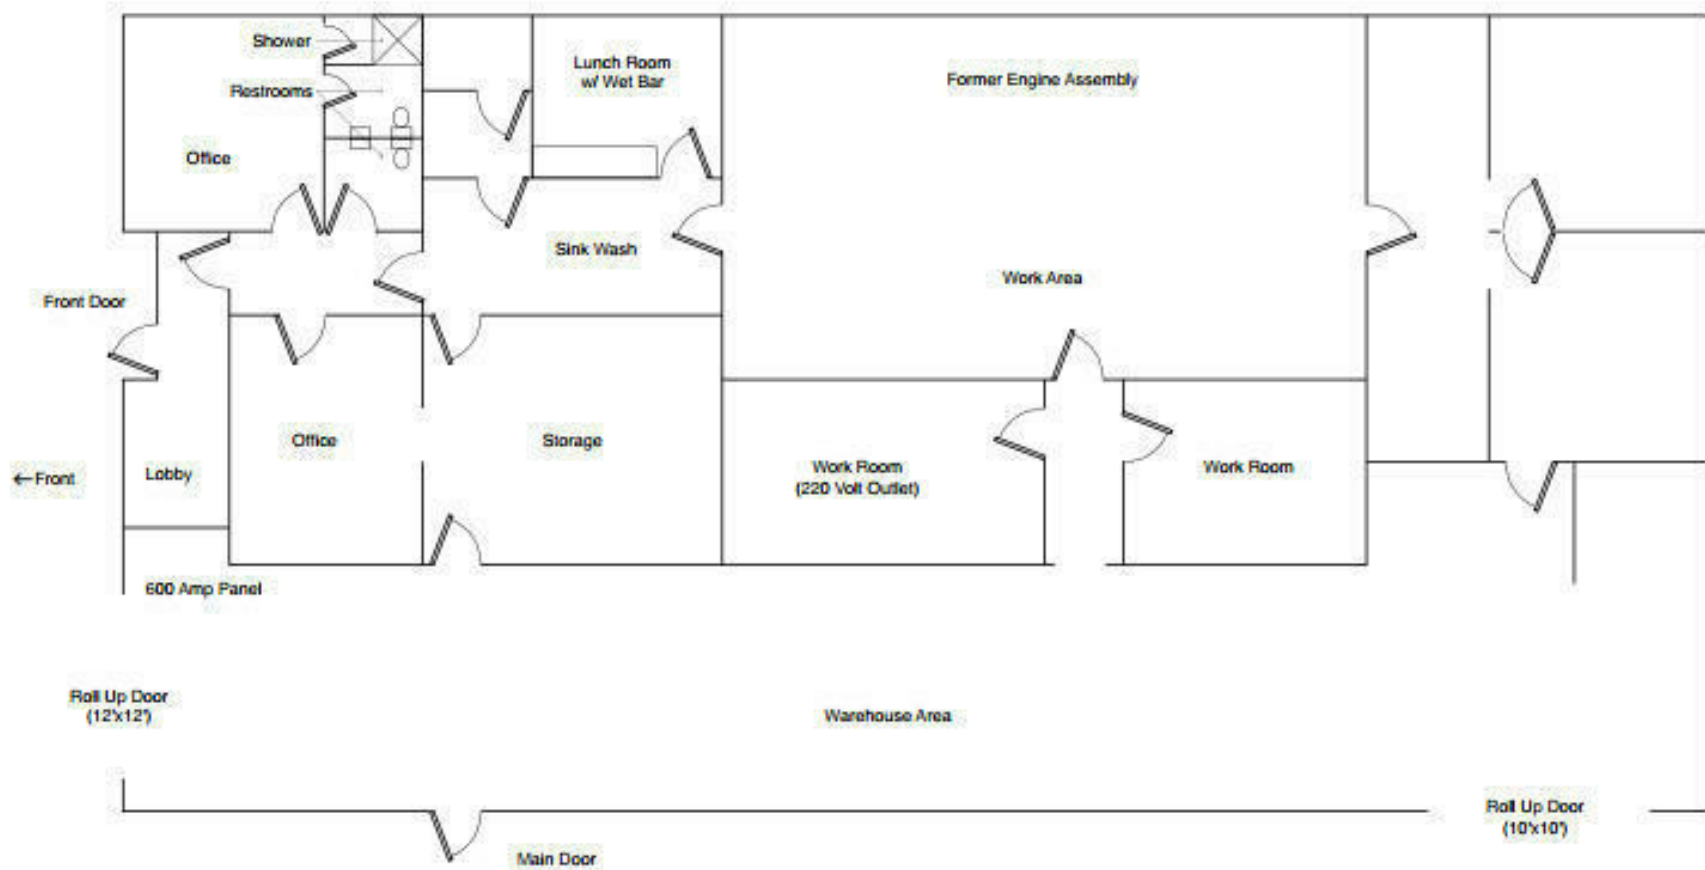 Shower
Lunch Room
w/ Wet Bar
Former Engine Assembly
Restrooms
Office
Sink Wash
Work Area
Front Door
Office
Storage
Work Room
(220 Volt Outlet)
Work Room
←Front
Lobby
600 Amp Panel
Roll Up Door
(12'x12')
Warehouse Area
Roll Up Door
(10'x10')
Main Door